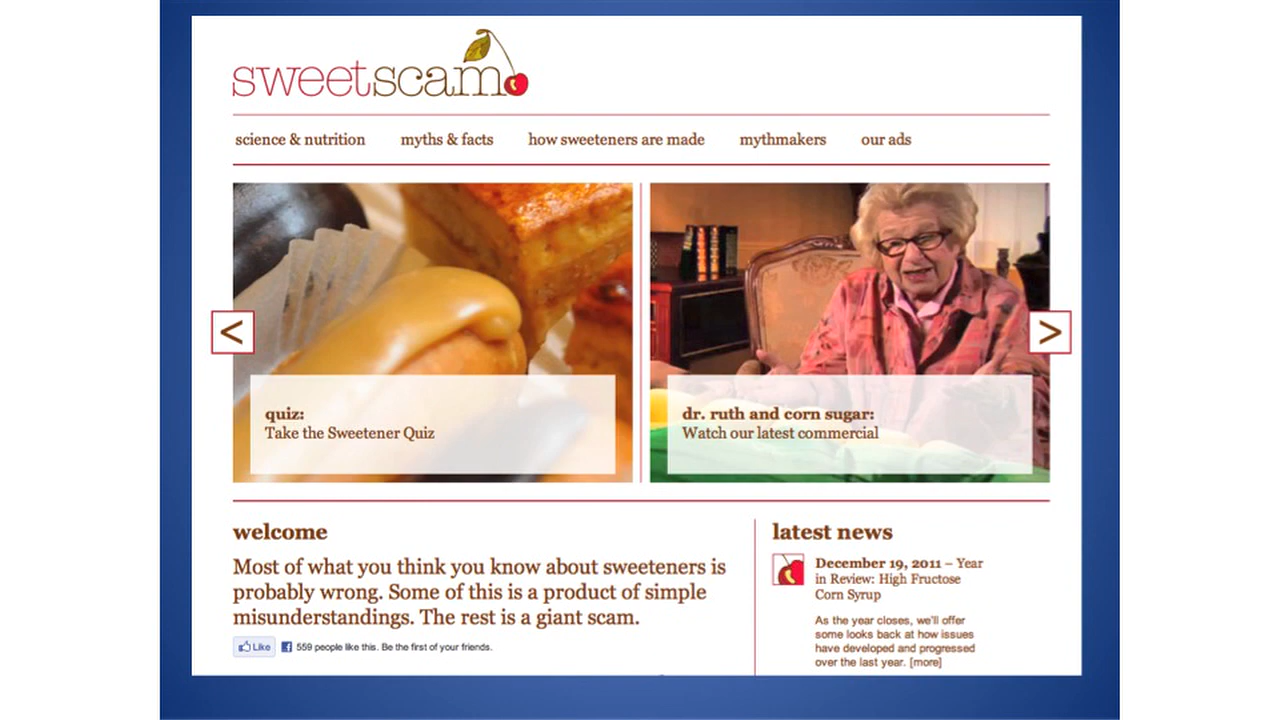 sweetscam
science & nutrition myths & facts how sweeteners are made mythmakers our ads
<
>
quiz:
Take the Sweetener Quiz
dr. ruth and corn sugar:
Watch our latest commercial
welcome
Most of what you think you know about sweeteners is
probably wrong. Some of this is a product of simple
misunderstandings. The rest is a giant scam.
Like 559 people like this. Be the first of your friends.
latest news
December 19, 2011 – Year
in Review: High Fructose
Corn Syrup
As the year closes, we'll offer
some looks back at how issues
have developed and progressed
over the last year. [more]